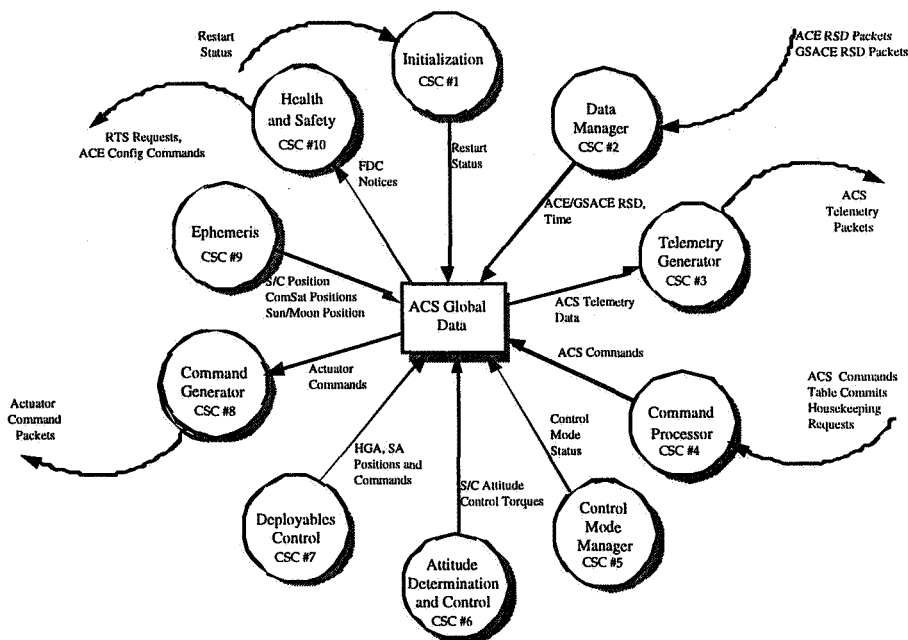 Restart
Status
Initialization
CSC #1
ACE RSD Packets
GSACE RSD Packets
Health
and Safety
CSC #10
RTS Requests,
ACE Config Commands
Data
Manager
CSC #2
FDC
Notices
Restart
Status
ACE/GSACE RSD,
Time
ACS
Telemetry
Packets
Telemetry
Generator
CSC #3
Ephemeris
CSC #9
S/C Position
ComSat Positions
Sun/Moon Position
ACS Global
Data
ACS Telemetry
Data
ACS Commands
Command
Generator
CSC #8
Actuator
Commands
ACS Commands
Table Commits
Housekeeping
Requests
Command
Processor
CSC #4
Actuator
Command
Packets
HGA, SA
Positions and
Commands
Control
Mode
Status
S/C Attitude
Control Torques
Deployables
Control
CSC #7
Control
Mode
Manager
CSC #5
Attitude
Determination
and Control
CSC #6